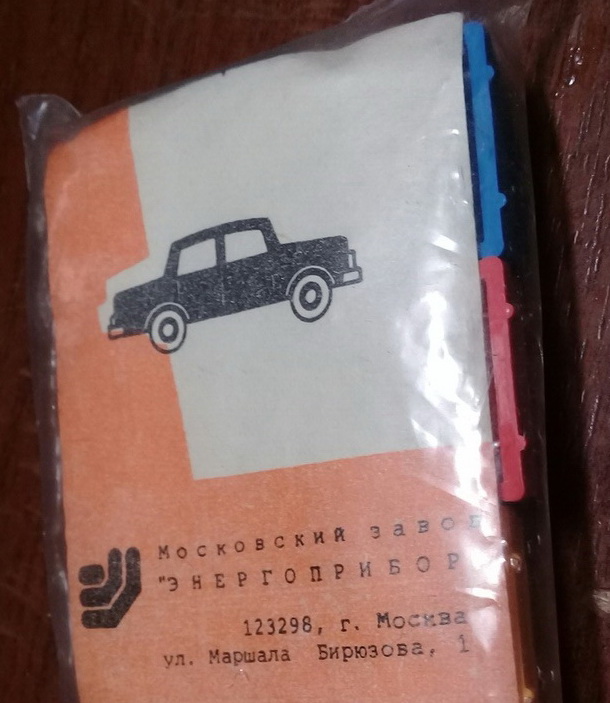 Московский завод
"ЭНЕРГОПРИБОР"
123298, г. Москва
ул. Маршала Бирюзова, 1